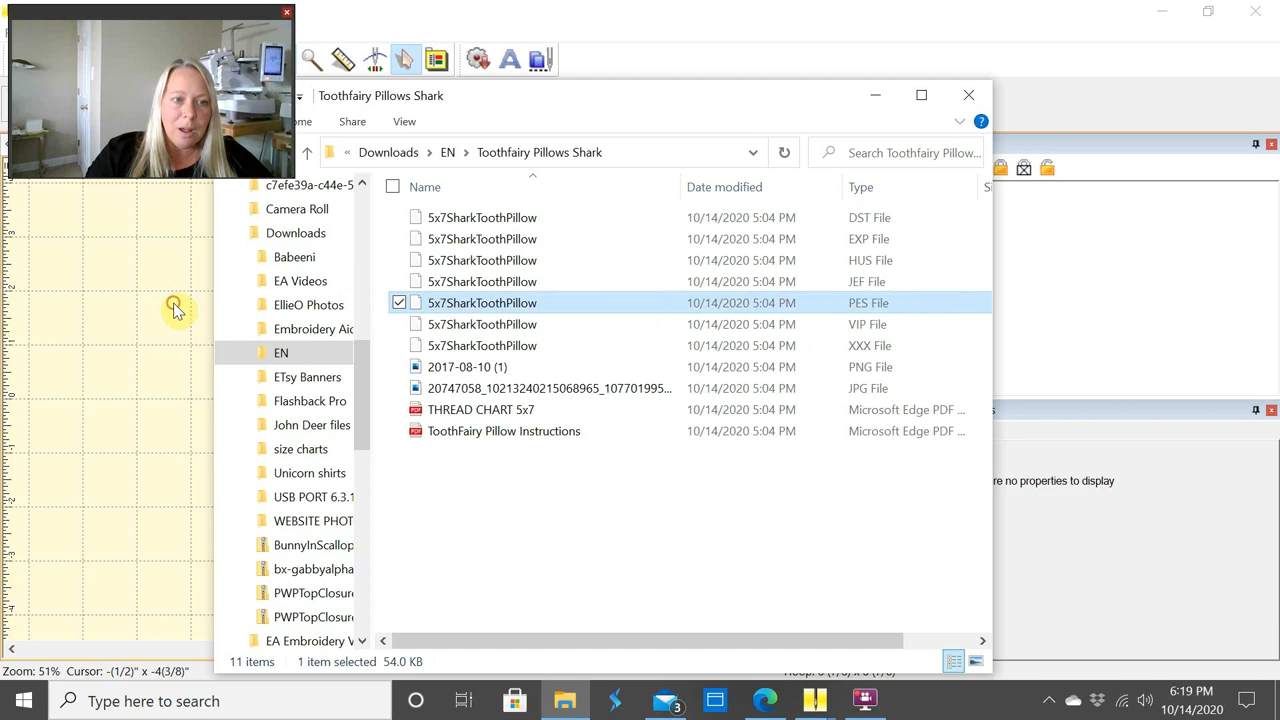 Toothfairy Pillows Shark
ome Share View
« Downloads > EN > Toothfairy Pillows Shark
Search Toothfairy Pillow...
Name Date modified Type Si
c7efe39a-c44e-5
Camera Roll
Downloads
Babeeni
EA Videos
EllieO Photos
Embroidery Aid
EN
ETsy Banners
Flashback Pro
John Deer files
size charts
Unicorn shirts
USB PORT 6.3.1
WEBSITE PHOT
BunnyInScallop
bx-gabbyalpha
PWPTopClosure
PWPTopClosure
EA Embroidery V
5x7SharkToothPillow 10/14/2020 5:04 PM DST File
5x7SharkToothPillow 10/14/2020 5:04 PM EXP File
5x7SharkToothPillow 10/14/2020 5:04 PM HUS File
5x7SharkToothPillow 10/14/2020 5:04 PM JEF File
5x7SharkToothPillow 10/14/2020 5:04 PM PES File
5x7SharkToothPillow 10/14/2020 5:04 PM VIP File
5x7SharkToothPillow 10/14/2020 5:04 PM XXX File
2017-08-10 (1) 10/14/2020 5:04 PM PNG File
20747058_10213240215068965_107701995... 10/14/2020 5:04 PM JPG File
THREAD CHART 5x7 10/14/2020 5:04 PM Microsoft Edge PDF ...
ToothFairy Pillow Instructions 10/14/2020 5:04 PM Microsoft Edge PDF ...
re no properties to display
11 items 1 item selected 54.0 KB
Zoom: 51% Cursor: -(1/2)" x -4(3/8)"
Type here to search
3
6:19 PM
10/14/2020